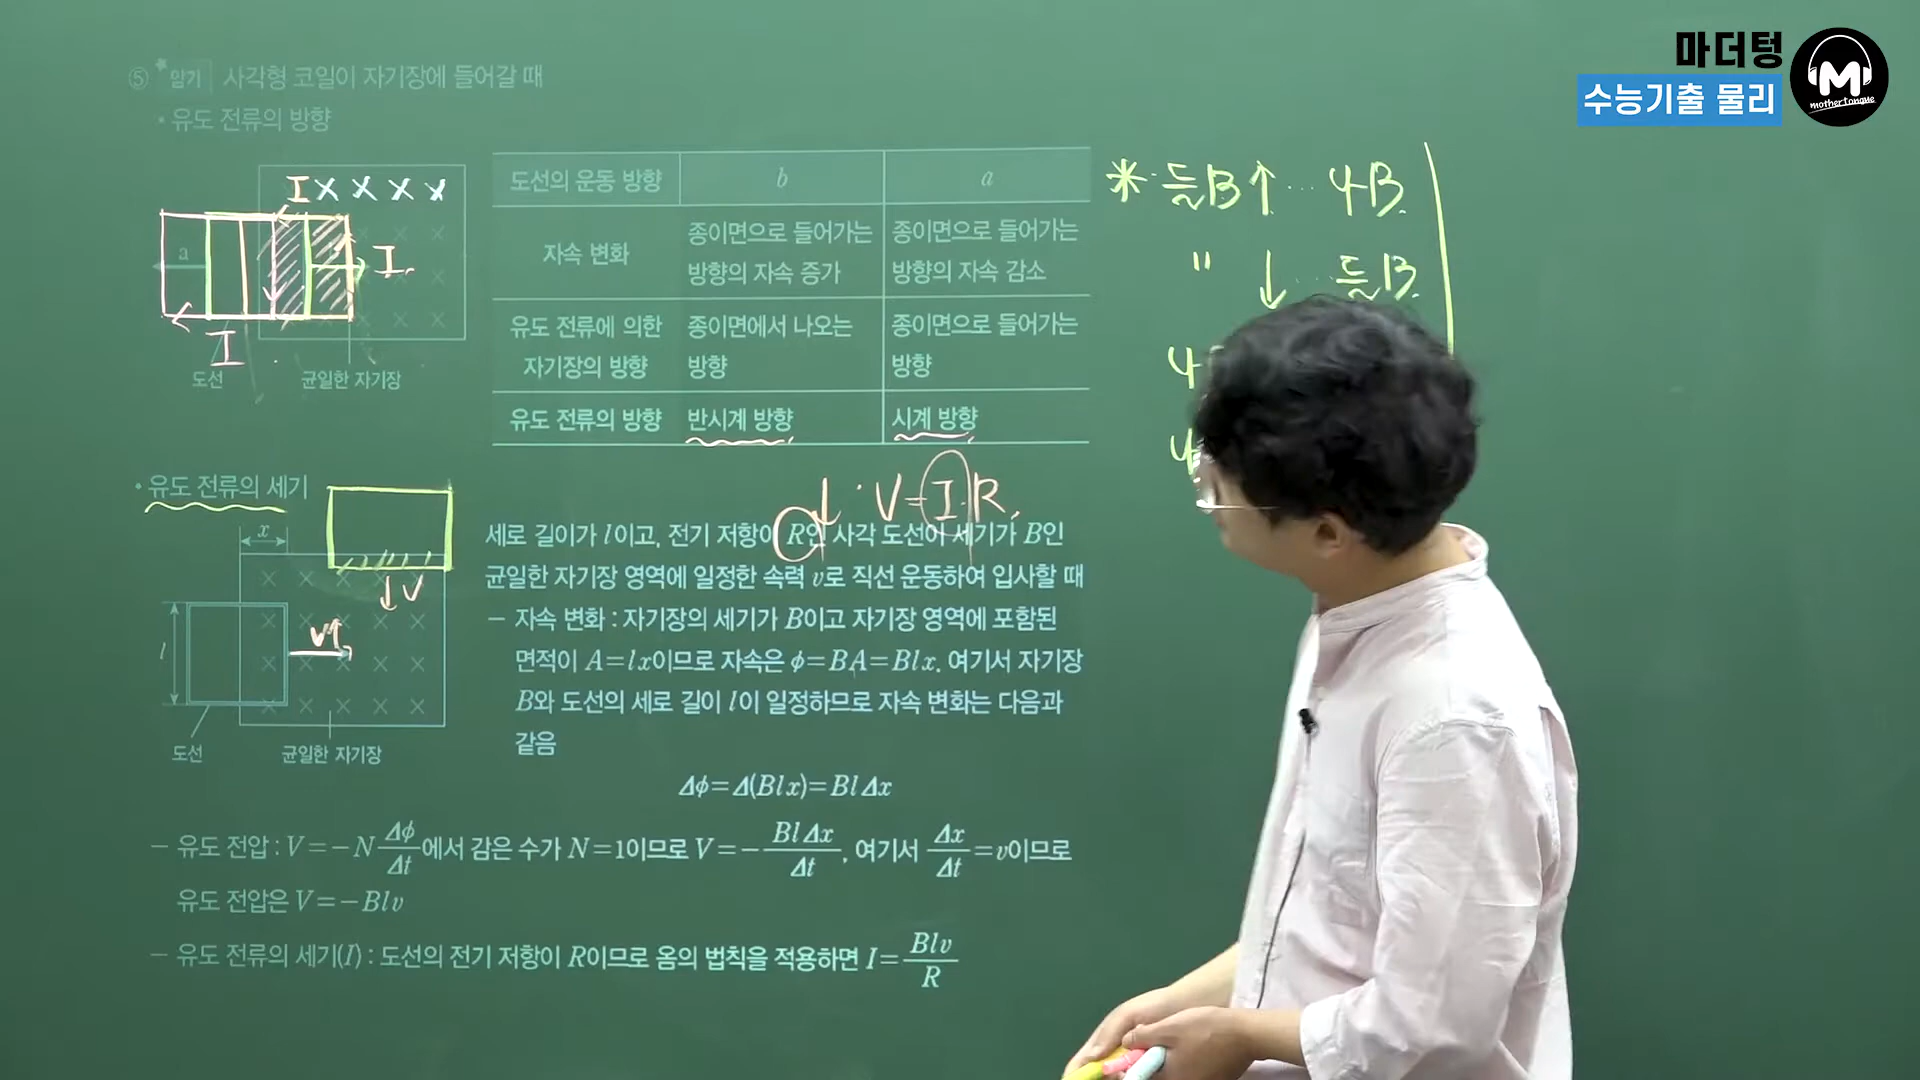 마더텅
수능기출 물리
M
mothertongue
⑤ 암기 사각형 코일이 자기장에 들어갈 때
• 유도 전류의 방향
I × × × ×
a
I
I
도선
균일한 자기장
도선의 운동 방향 b a
자속 변화 종이면으로 들어가는 방향의 자속 증가 종이면으로 들어가는 방향의 자속 감소
유도 전류에 의한 자기장의 방향 종이면에서 나오는 방향 종이면으로 들어가는 방향
유도 전류의 방향 반시계 방향 시계 방향
* 들B↑ ·· 나B.
" ↓ ·· 들B.
나
나
• 유도 전류의 세기
↓ · V=I R.
x
↓V
V↑
l
도선
균일한 자기장
세로 길이가 l이고, 전기 저항이 R인 사각 도선이 세기가 B인
균일한 자기장 영역에 일정한 속력 v로 직선 운동하여 입사할 때
− 자속 변화 : 자기장의 세기가 B이고 자기장 영역에 포함된
면적이 A=lx이므로 자속은 ϕ=BA=Blx. 여기서 자기장
B와 도선의 세로 길이 l이 일정하므로 자속 변화는 다음과
같음
Δϕ=Δ(Blx)=BlΔx
− 유도 전압 : V=−N Δϕ/Δt에서 감은 수가 N=1이므로 V=− BlΔx/Δt, 여기서 Δx/Δt=v이므로
유도 전압은 V=−Blv
− 유도 전류의 세기(I) : 도선의 전기 저항이 R이므로 옴의 법칙을 적용하면 I= Blv/R